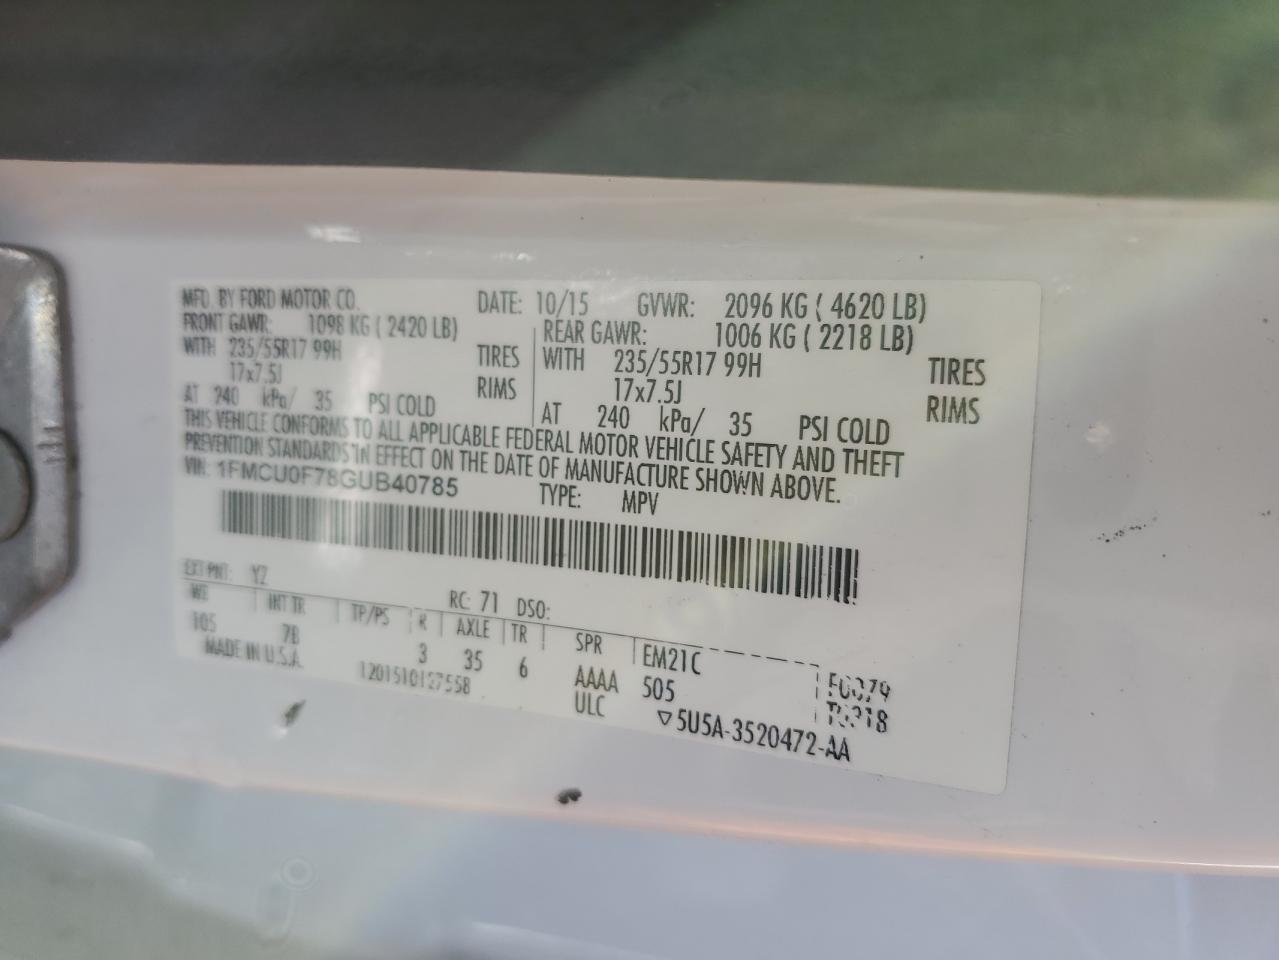 MFD. BY FORD MOTOR CO. DATE: 10/15 GVWR: 2096 KG ( 4620 LB)
FRONT GAWR: 1098 KG ( 2420 LB) REAR GAWR: 1006 KG ( 2218 LB)
WITH 235/55R17 99H TIRES WITH 235/55R17 99H TIRES
17x7.5J RIMS 17x7.5J RIMS
AT 240 kPa/ 35 PSI COLD AT 240 kPa/ 35 PSI COLD
THIS VEHICLE CONFORMS TO ALL APPLICABLE FEDERAL MOTOR VEHICLE SAFETY AND THEFT
PREVENTION STANDARDS IN EFFECT ON THE DATE OF MANUFACTURE SHOWN ABOVE.
VIN: 1FMCU0F78GUB40785 TYPE: MPV
EXT PNT: YZ RC: 71 DSO:
WB INT TR TP/PS R AXLE TR SPR EM21C
105 7B 3 35 6 AAAA 505
MADE IN U.S.A. 1201510127558 ULC ▽5U5A-3520472-AA